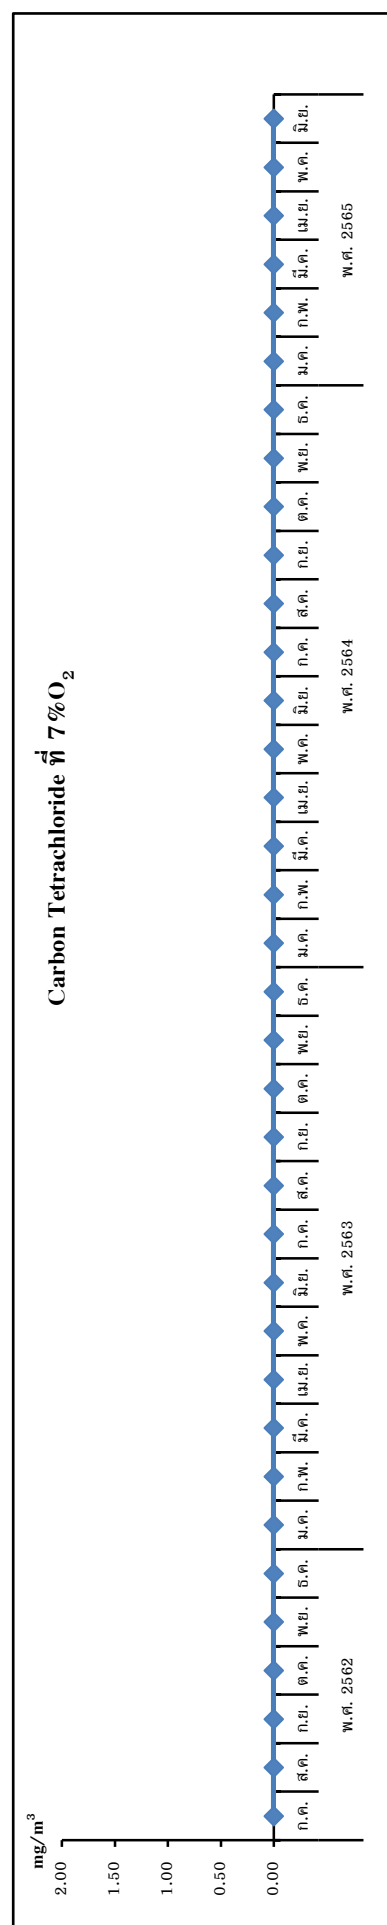 Carbon Tetrachloride ที่ 7%O₂
mg/m³
2.00
1.50
1.00
0.50
0.00
ก.ค. ส.ค. ก.ย. ต.ค. พ.ย. ธ.ค. ม.ค. ก.พ. มี.ค. เม.ย. พ.ค. มิ.ย. ก.ค. ส.ค. ก.ย. ต.ค. พ.ย. ธ.ค. ม.ค. ก.พ. มี.ค. เม.ย. พ.ค. มิ.ย. ก.ค. ส.ค. ก.ย. ต.ค. พ.ย. ธ.ค. ม.ค. ก.พ. มี.ค. เม.ย. พ.ค. มิ.ย.
พ.ศ. 2562 พ.ศ. 2563 พ.ศ. 2564 พ.ศ. 2565